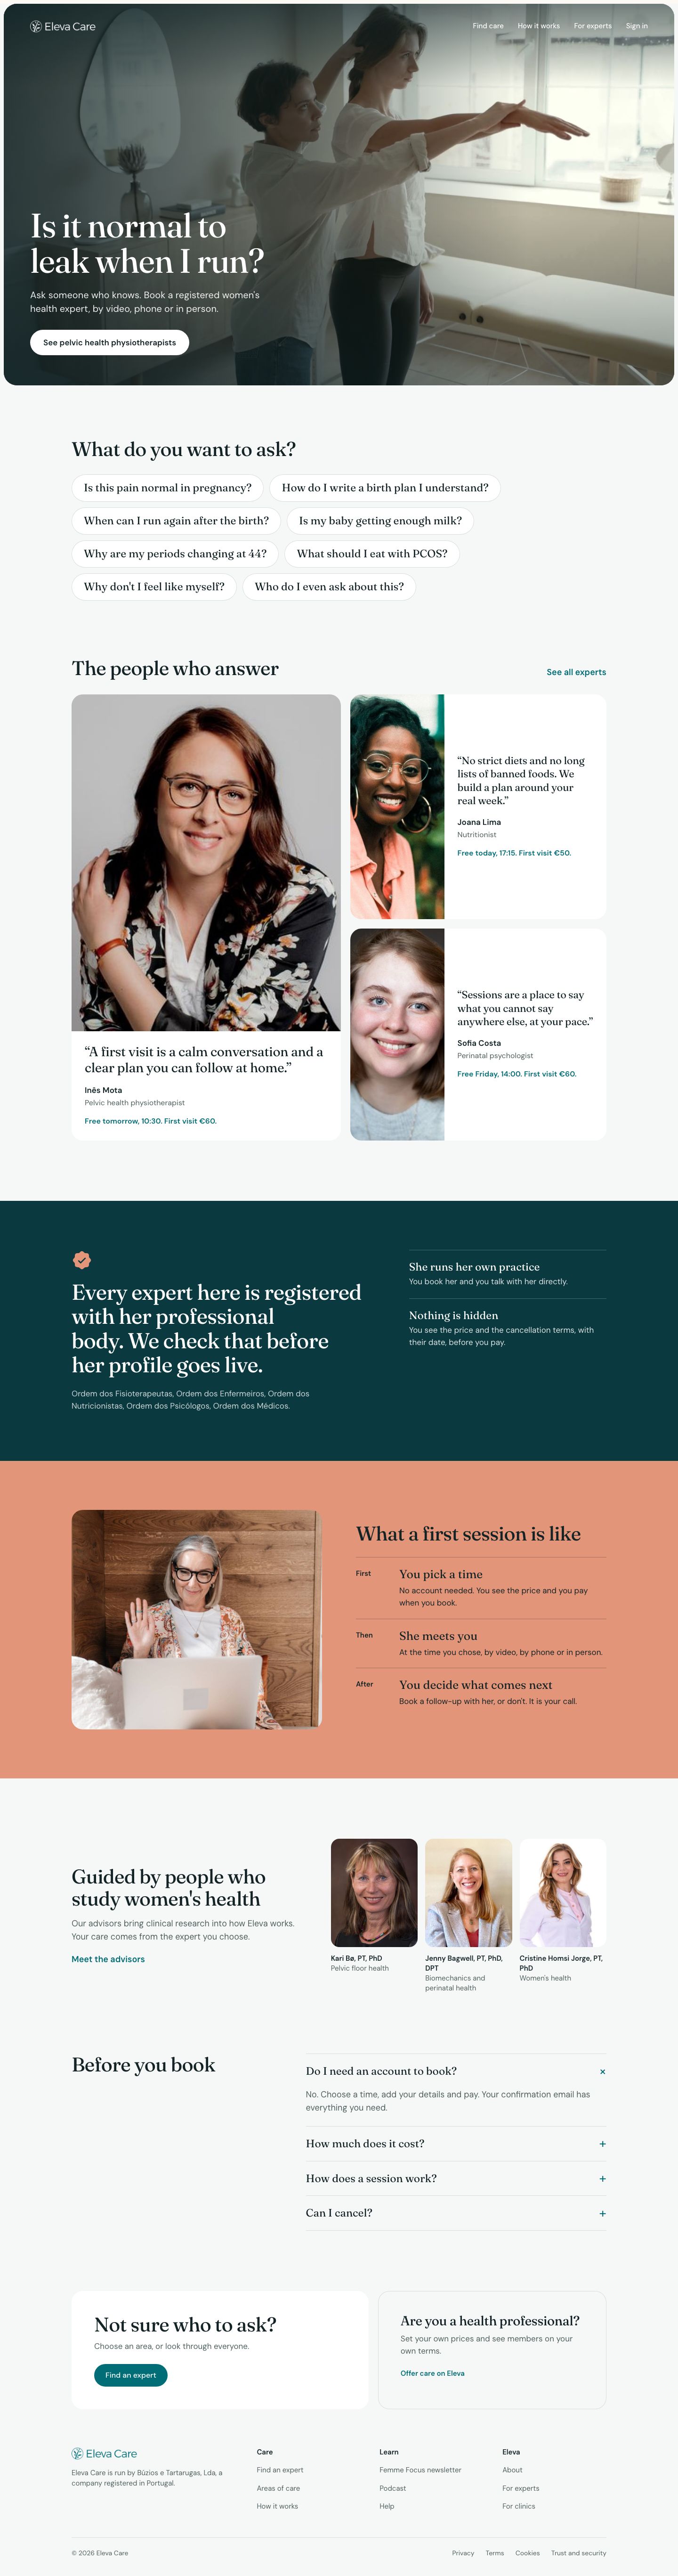 Eleva Care
Find care How it works For experts Sign in
Is it normal to
leak when I run?
Ask someone who knows. Book a registered women's
health expert, by video, phone or in person.
See pelvic health physiotherapists
What do you want to ask?
Is this pain normal in pregnancy? How do I write a birth plan I understand?
When can I run again after the birth? Is my baby getting enough milk?
Why are my periods changing at 44? What should I eat with PCOS?
Why don't I feel like myself? Who do I even ask about this?
The people who answer
See all experts
“No strict diets and no long
lists of banned foods. We
build a plan around your
real week.”
Joana Lima
Nutritionist
Free today, 17:15. First visit €50.
“Sessions are a place to say
what you cannot say
anywhere else, at your pace.”
Sofia Costa
Perinatal psychologist
Free Friday, 14:00. First visit €60.
“A first visit is a calm conversation and a
clear plan you can follow at home.”
Inês Mota
Pelvic health physiotherapist
Free tomorrow, 10:30. First visit €60.
Every expert here is registered
with her professional
body. We check that before
her profile goes live.
Ordem dos Fisioterapeutas, Ordem dos Enfermeiros, Ordem dos
Nutricionistas, Ordem dos Psicólogos, Ordem dos Médicos.
She runs her own practice
You book her and you talk with her directly.
Nothing is hidden
You see the price and the cancellation terms, with
their date, before you pay.
What a first session is like
First
You pick a time
No account needed. You see the price and you pay
when you book.
Then
She meets you
At the time you chose, by video, by phone or in person.
After
You decide what comes next
Book a follow-up with her, or don't. It is your call.
Guided by people who
study women's health
Our advisors bring clinical research into how Eleva works.
Your care comes from the expert you choose.
Meet the advisors
Kari Bø, PT, PhD
Pelvic floor health
Jenny Bagwell, PT, PhD,
DPT
Biomechanics and
perinatal health
Cristine Homsi Jorge, PT,
PhD
Women's health
Before you book
Do I need an account to book?
No. Choose a time, add your details and pay. Your confirmation email has
everything you need.
How much does it cost?
How does a session work?
Can I cancel?
Not sure who to ask?
Choose an area, or look through everyone.
Find an expert
Are you a health professional?
Set your own prices and see members on your
own terms.
Offer care on Eleva
Eleva Care
Eleva Care is run by Búzios e Tartarugas, Lda, a
company registered in Portugal.
Care
Find an expert
Areas of care
How it works
Learn
Femme Focus newsletter
Podcast
Help
Eleva
About
For experts
For clinics
© 2026 Eleva Care
Privacy Terms Cookies Trust and security